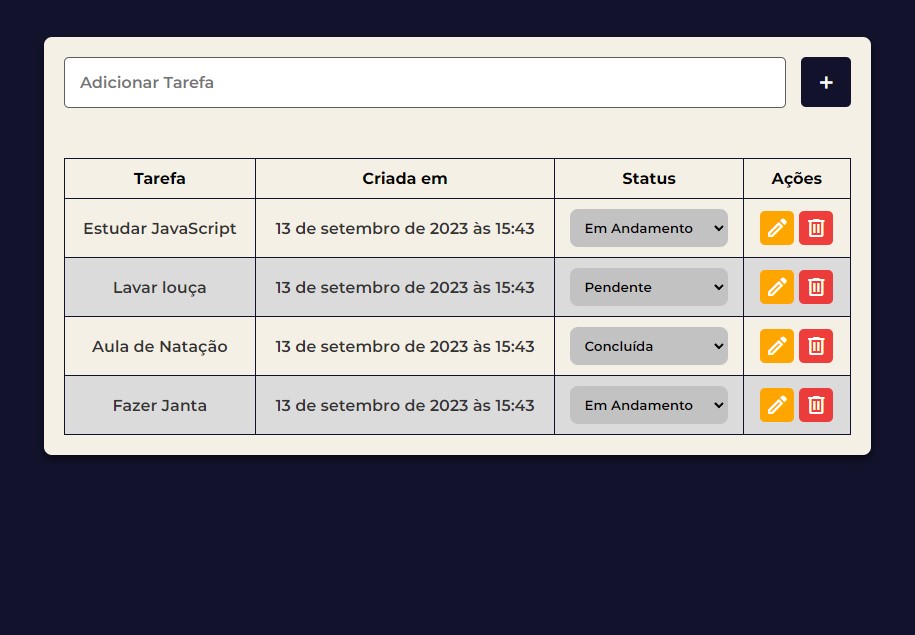 Adicionar Tarefa +
Tarefa Criada em Status Ações
Estudar JavaScript 13 de setembro de 2023 às 15:43 Em Andamento
Lavar louça 13 de setembro de 2023 às 15:43 Pendente
Aula de Natação 13 de setembro de 2023 às 15:43 Concluída
Fazer Janta 13 de setembro de 2023 às 15:43 Em Andamento